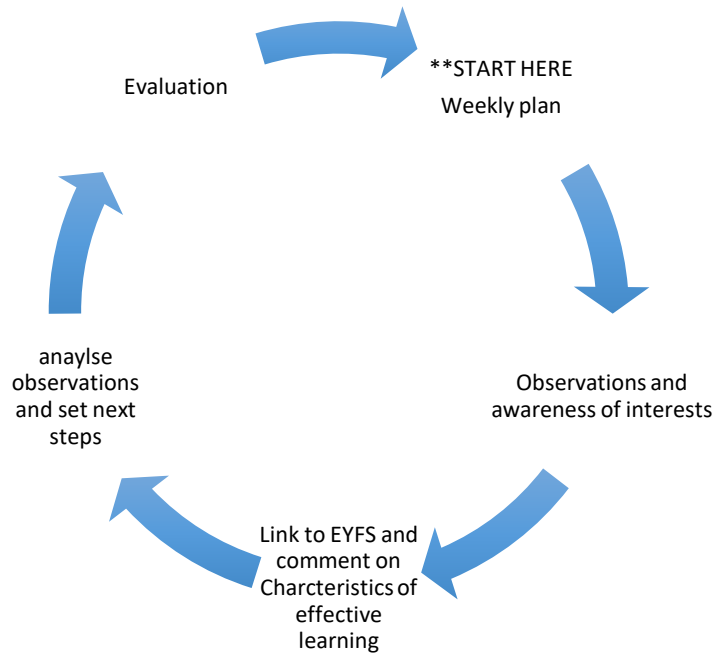 **START HERE
Weekly plan
Observations and
awareness of interests
Link to EYFS and
comment on
Charcteristics of
effective
learning
anaylse
observations
and set next
steps
Evaluation